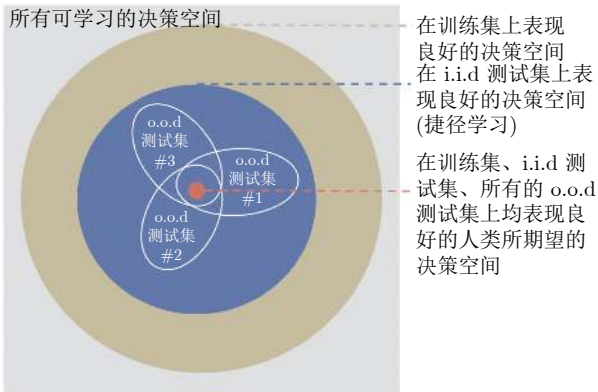 所有可学习的决策空间
在训练集上表现
良好的决策空间
在 i.i.d 测试集上表
现良好的决策空间
(捷径学习)
o.o.d
测试集
#3
o.o.d
测试集
#1
o.o.d
测试集
#2
在训练集、i.i.d 测
试集、所有的 o.o.d
测试集上均表现良
好的人类所期望的
决策空间